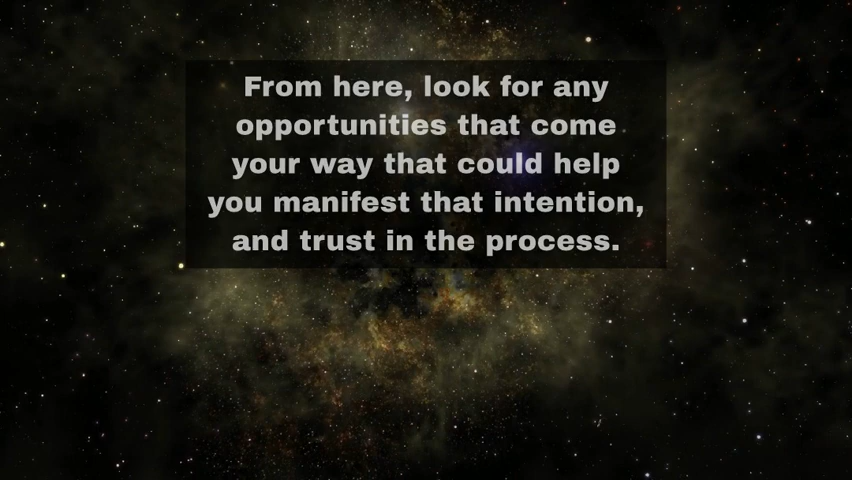 From here, look for any
opportunities that come
your way that could help
you manifest that intention,
and trust in the process.